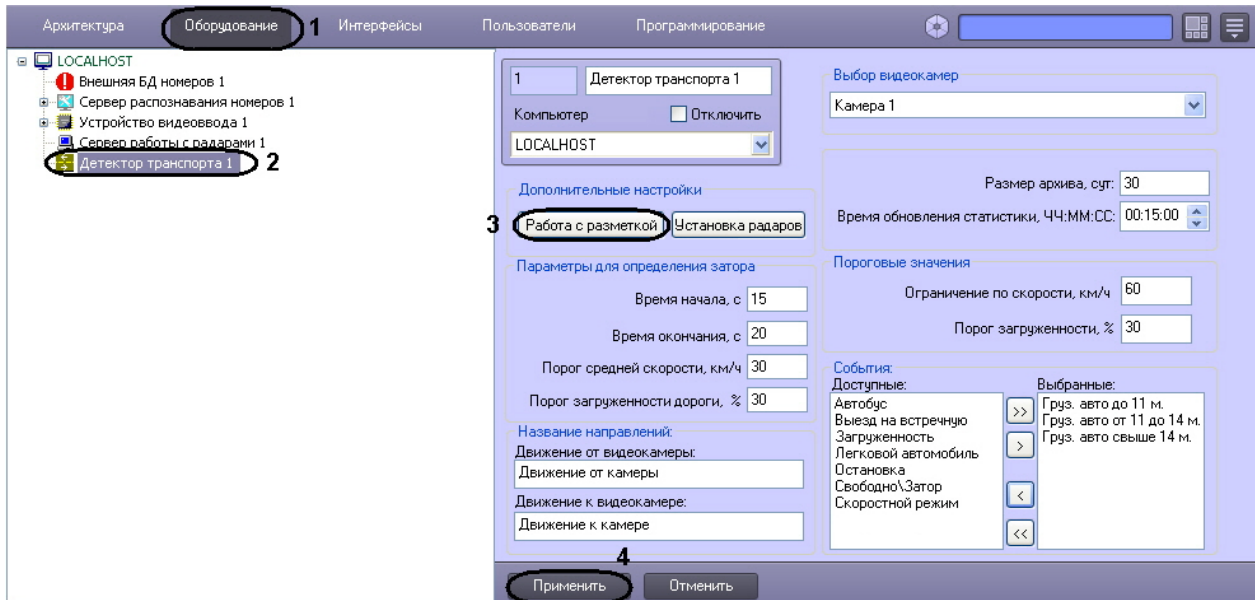 Архитектура
Оборудование
1
Интерфейсы
Пользователи
Программирование
LOCALHOST
Внешняя БД номеров 1
Сервер распознавания номеров 1
Устройство видеоввода 1
Сервер работы с радарами 1
Детектор транспорта 1
2
1
Детектор транспорта 1
Компьютер
Отключить
LOCALHOST
Дополнительные настройки
3
Работа с разметкой
Установка радаров
Параметры для определения затора
Время начала, с 15
Время окончания, с 20
Порог средней скорости, км/ч 30
Порог загруженности дороги, % 30
Название направлений:
Движение от видеокамеры:
Движение от камеры
Движение к видеокамере:
Движение к камере
Выбор видеокамер
Камера 1
Размер архива, сут: 30
Время обновления статистики, ЧЧ:ММ:СС: 00:15:00
Пороговые значения
Ограничение по скорости, км/ч 60
Порог загруженности, % 30
События:
Доступные:
Автобус
Выезд на встречную
Загруженность
Легковой автомобиль
Остановка
Свободно\Затор
Скоростной режим
>>
>
<
<<
Выбранные:
Груз. авто до 11 м.
Груз. авто от 11 до 14 м.
Груз. авто свыше 14 м.
4
Применить
Отменить